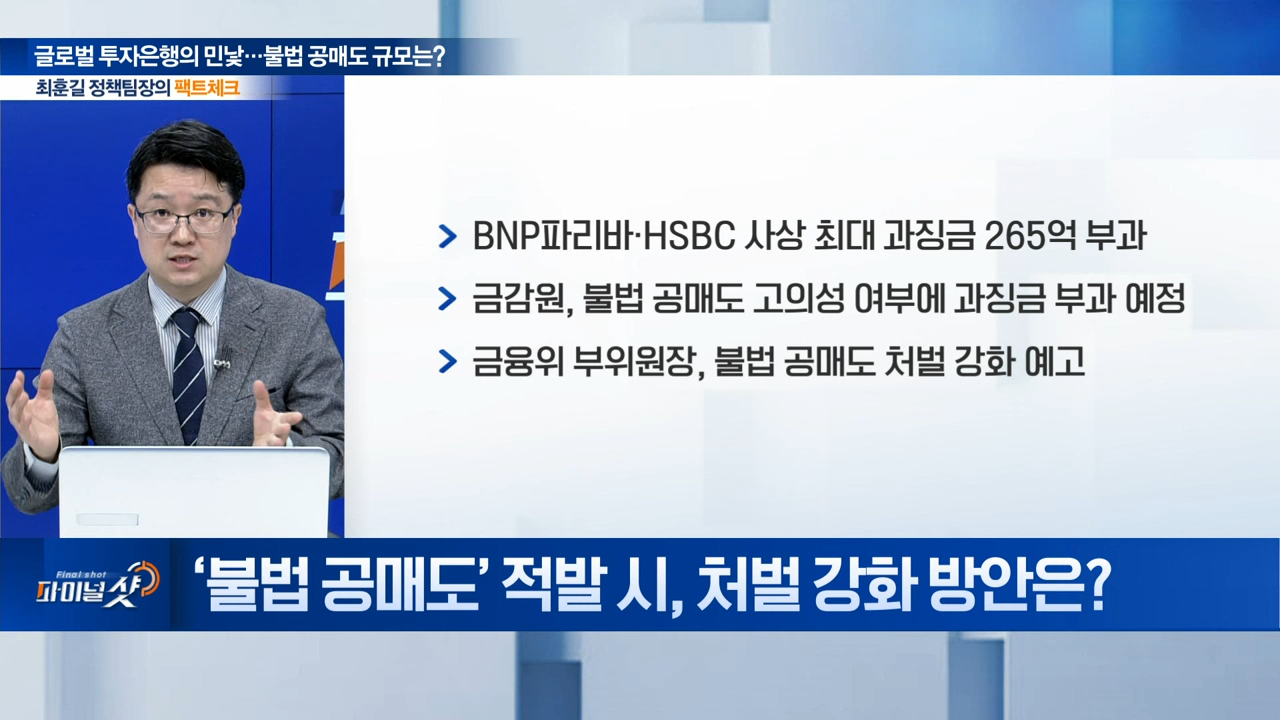 글로벌 투자은행의 민낯…불법 공매도 규모는?
최훈길 정책팀장의 팩트체크
BNP파리바·HSBC 사상 최대 과징금 265억 부과
금감원, 불법 공매도 고의성 여부에 과징금 부과 예정
금융위 부위원장, 불법 공매도 처벌 강화 예고
Final shot
파이널 샷
‘불법 공매도’ 적발 시, 처벌 강화 방안은?